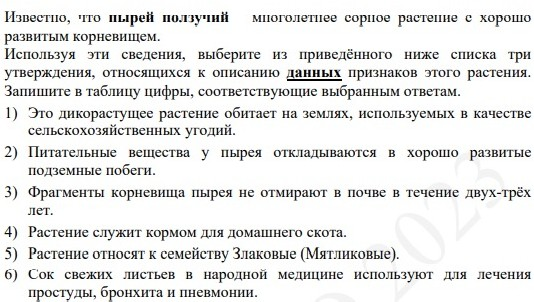 Известно, что пырей ползучий многолетнее сорное растение с хорошо
развитым корневищем.
Используя эти сведения, выберите из приведённого ниже списка три
утверждения, относящихся к описанию данных признаков этого растения.
Запишите в таблицу цифры, соответствующие выбранным ответам.
1) Это дикорастущее растение обитает на землях, используемых в качестве
сельскохозяйственных угодий.
2) Питательные вещества у пырея откладываются в хорошо развитые
подземные побеги.
3) Фрагменты корневища пырея не отмирают в почве в течение двух-трёх
лет.
4) Растение служит кормом для домашнего скота.
5) Растение относят к семейству Злаковые (Мятликовые).
6) Сок свежих листьев в народной медицине используют для лечения
простуды, бронхита и пневмонии.
2023